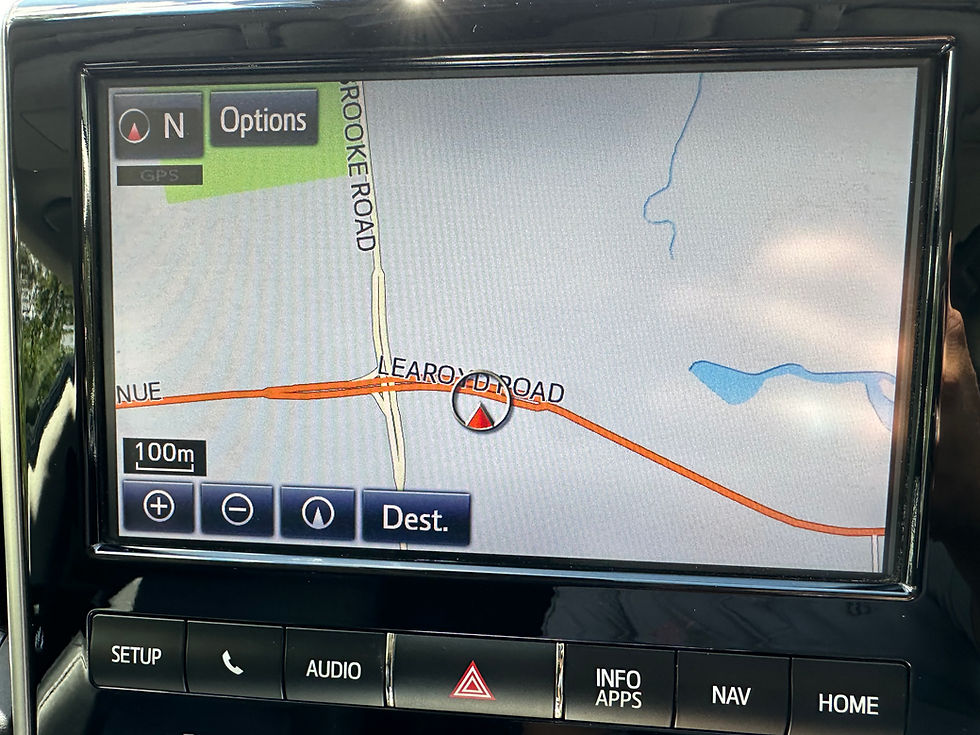 N
Options
GPS
ROOKE ROAD
LEAROYD ROAD
NUE
100m
Dest.
SETUP
AUDIO
INFO
APPS
NAV
HOME